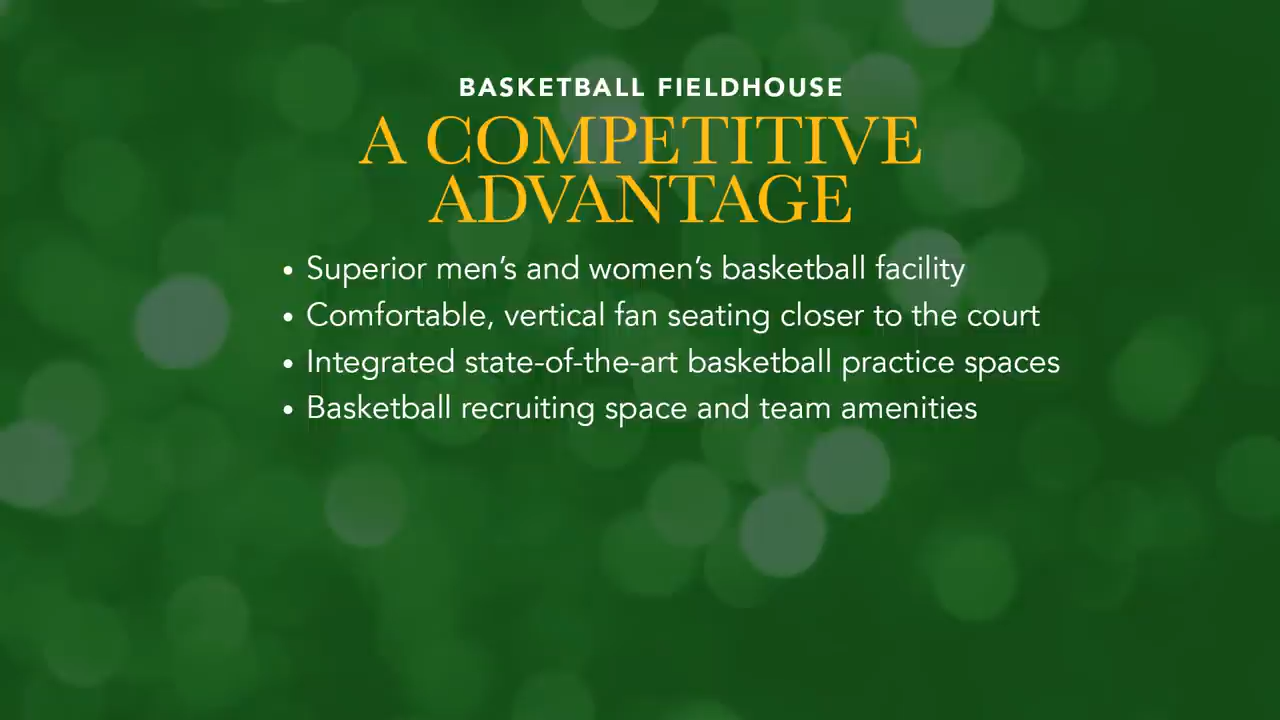 BASKETBALL FIELDHOUSE
A COMPETITIVE
ADVANTAGE
• Superior men’s and women’s basketball facility
• Comfortable, vertical fan seating closer to the court
• Integrated state-of-the-art basketball practice spaces
• Basketball recruiting space and team amenities